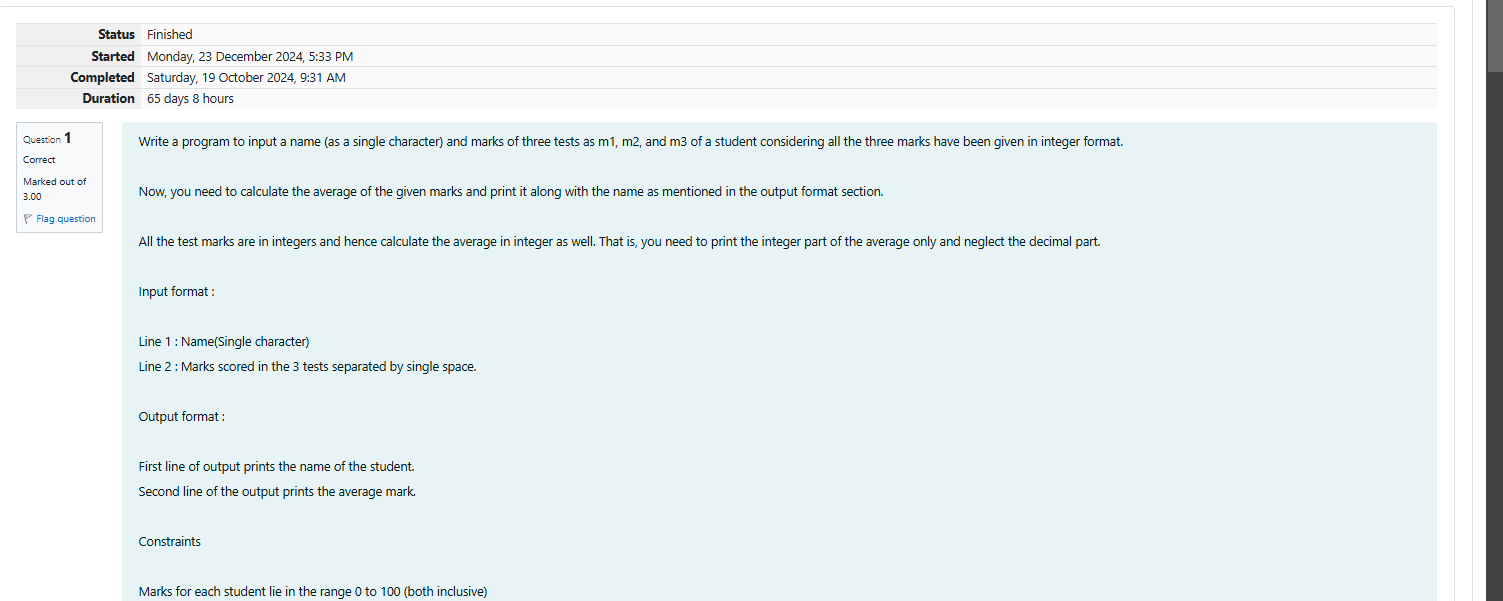 Status Finished
Started Monday, 23 December 2024, 5:33 PM
Completed Saturday, 19 October 2024, 9:31 AM
Duration 65 days 8 hours
Question 1
Correct
Marked out of
3.00
Flag question
Write a program to input a name (as a single character) and marks of three tests as m1, m2, and m3 of a student considering all the three marks have been given in integer format.
Now, you need to calculate the average of the given marks and print it along with the name as mentioned in the output format section.
All the test marks are in integers and hence calculate the average in integer as well. That is, you need to print the integer part of the average only and neglect the decimal part.
Input format :
Line 1 : Name(Single character)
Line 2 : Marks scored in the 3 tests separated by single space.
Output format :
First line of output prints the name of the student.
Second line of the output prints the average mark.
Constraints
Marks for each student lie in the range 0 to 100 (both inclusive)